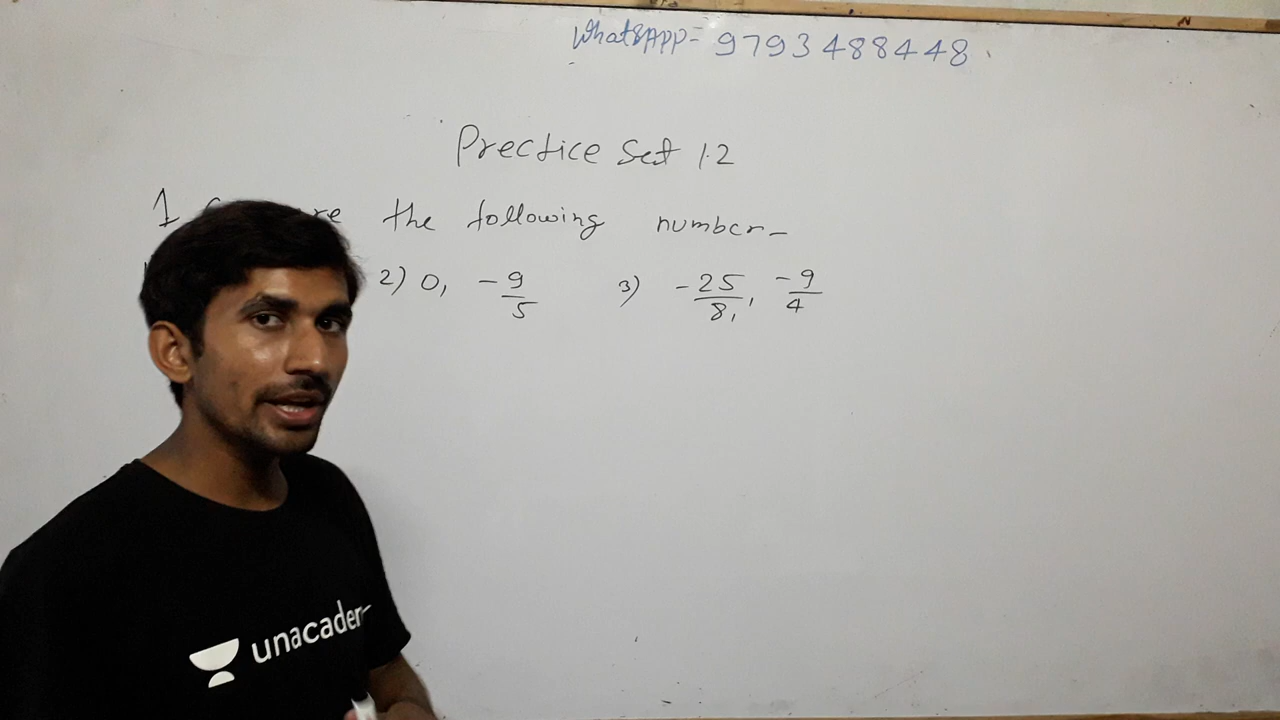 WhatsApp- 9793488448.
Prectice Set 1.2
1 the following number-
2) 0, -9/5 3) -25/8, -9/4
unacade